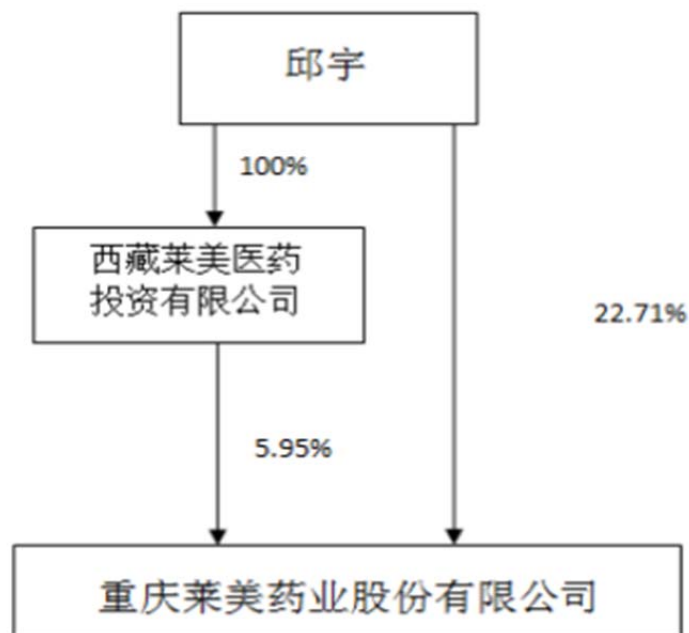 邱宇
100%
西藏莱美医药
投资有限公司
22.71%
5.95%
重庆莱美药业股份有限公司